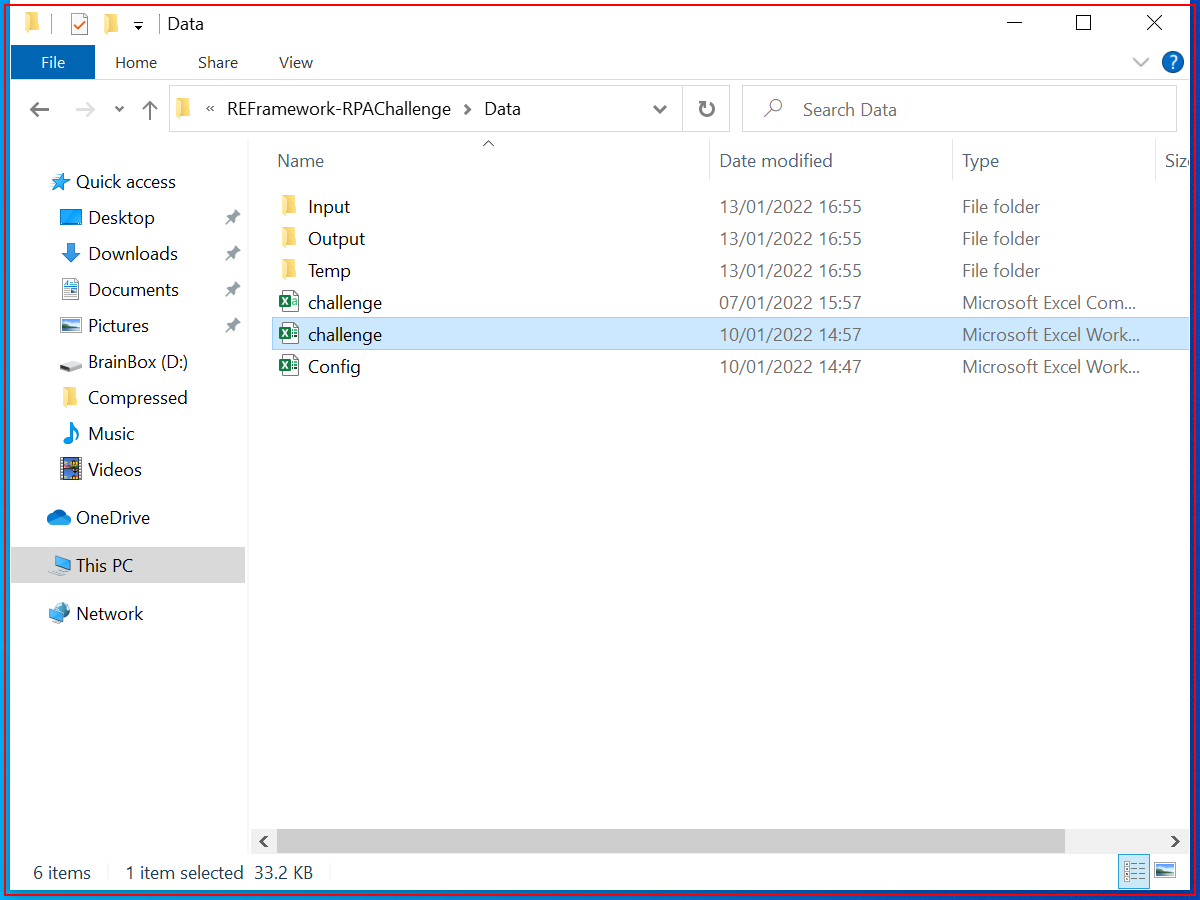 Data
File Home Share View ?
« REFramework-RPAChallenge > Data Search Data
Name Date modified Type Siz
Quick access
Desktop
Downloads
Documents
Pictures
BrainBox (D:)
Compressed
Music
Videos
OneDrive
This PC
Network
Input 13/01/2022 16:55 File folder
Output 13/01/2022 16:55 File folder
Temp 13/01/2022 16:55 File folder
challenge 07/01/2022 15:57 Microsoft Excel Com...
challenge 10/01/2022 14:57 Microsoft Excel Work...
Config 10/01/2022 14:47 Microsoft Excel Work...
6 items 1 item selected 33.2 KB